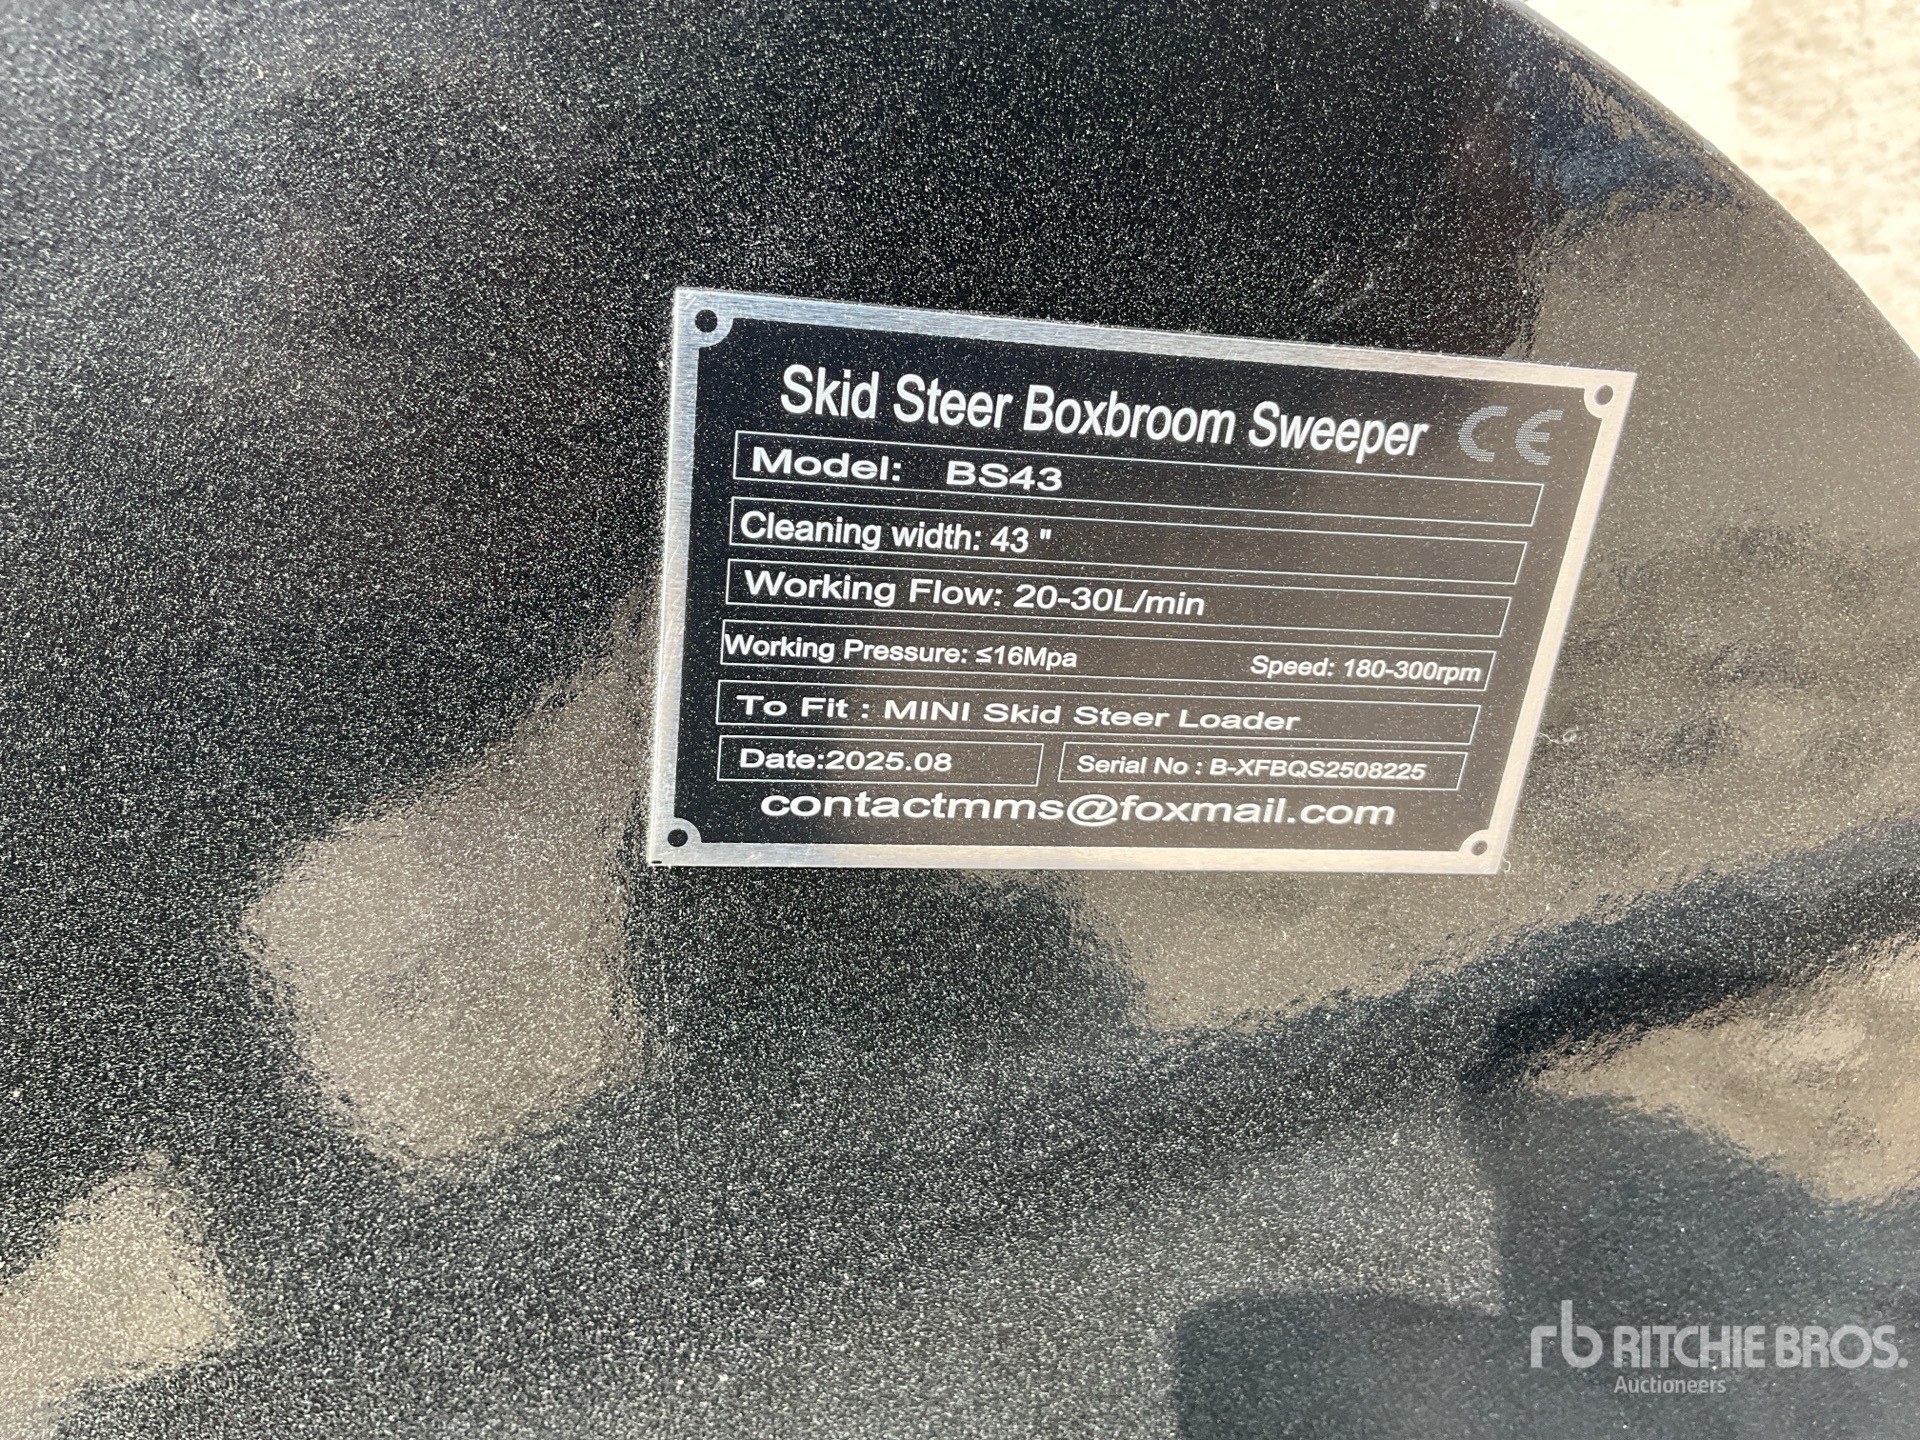 Skid Steer Boxbroom Sweeper CE
Model: BS43
Cleaning width: 43 "
Working Flow: 20-30L/min
Working Pressure: ≤16Mpa Speed: 180-300rpm
To Fit : MINI Skid Steer Loader
Date:2025.08 Serial No : B-XFBQS2508225
contactmms@foxmail.com
rb RITCHIE BROS.
Auctioneers